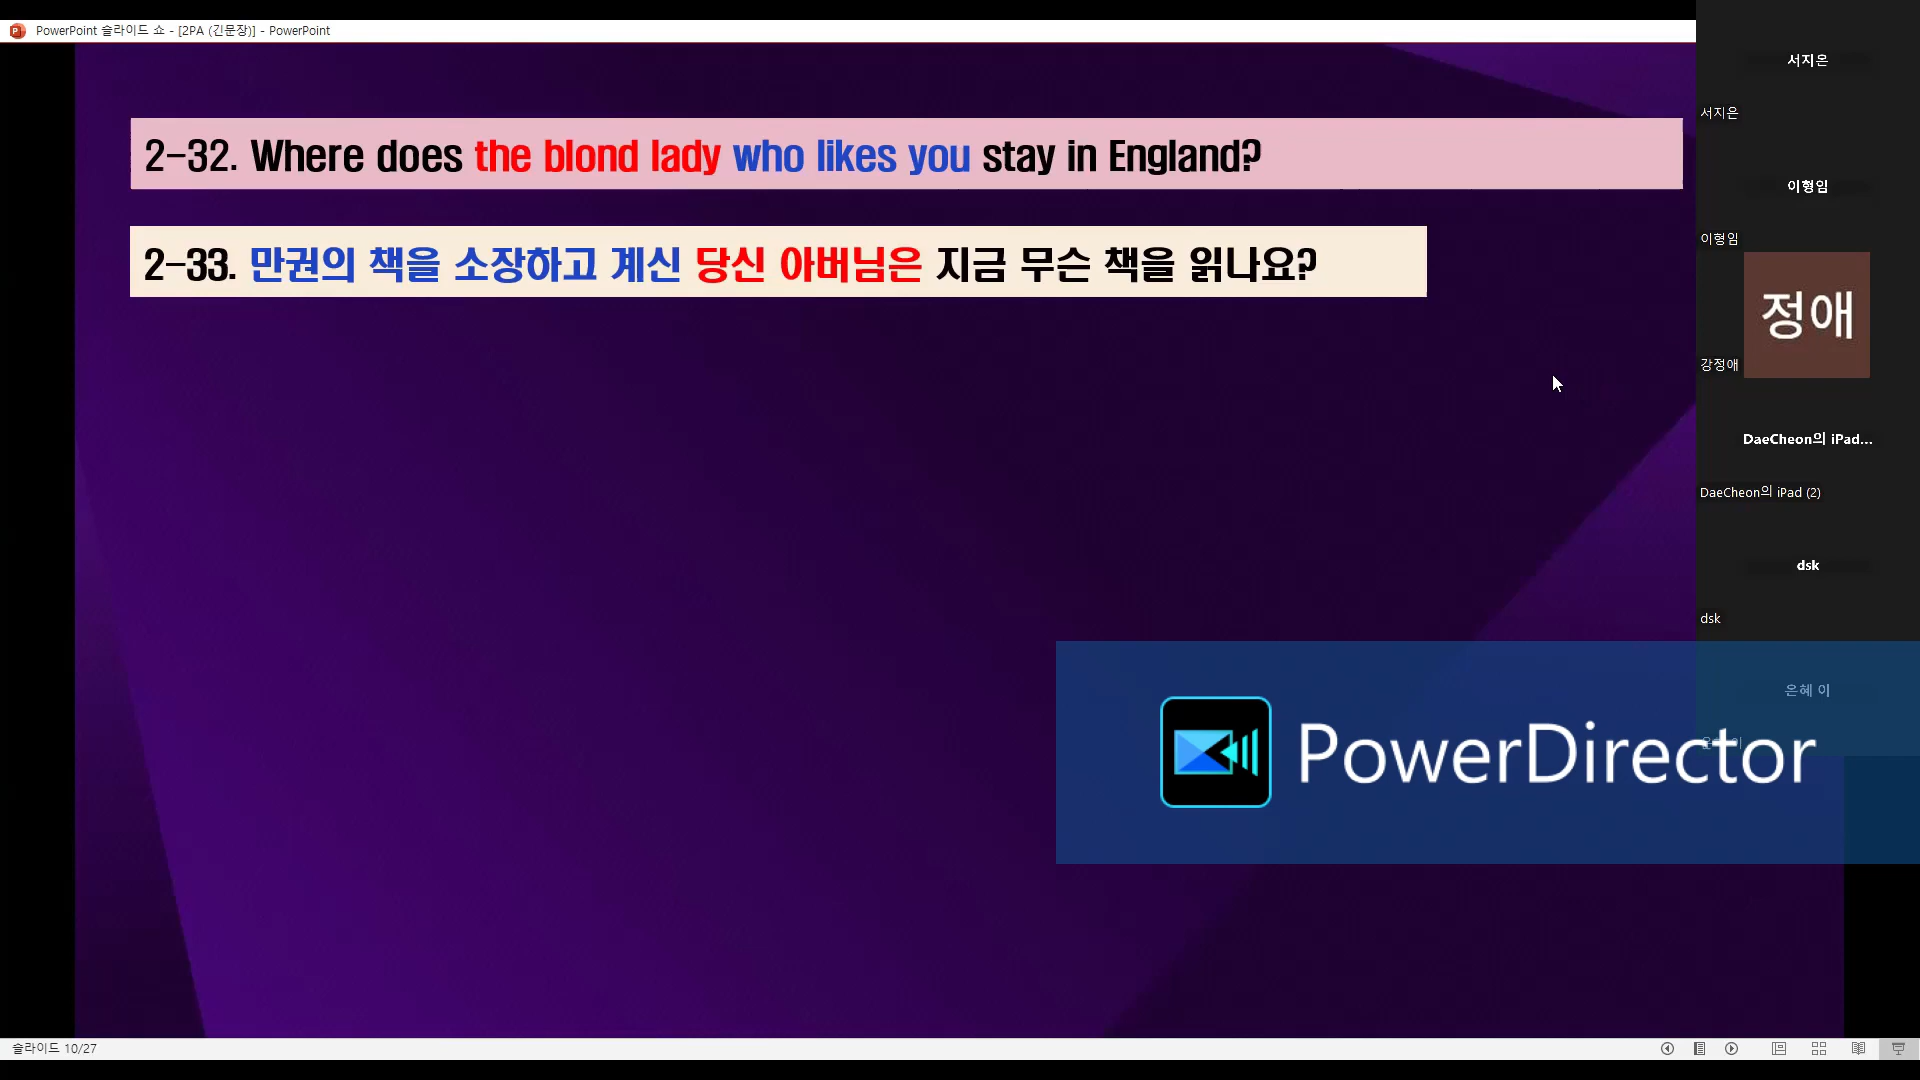 PowerPoint 슬라이드 쇼 - [2PA (긴문장)] - PowerPoint
2-32. Where does the blond lady who likes you stay in England?
2-33. 만권의 책을 소장하고 계신 당신 아버님은 지금 무슨 책을 읽나요?
서지은
서지은
이형임
이형임
정애
강정애
DaeCheon의 iPad...
DaeCheon의 iPad (2)
dsk
dsk
은혜 이
PowerDirector
슬라이드 10/27